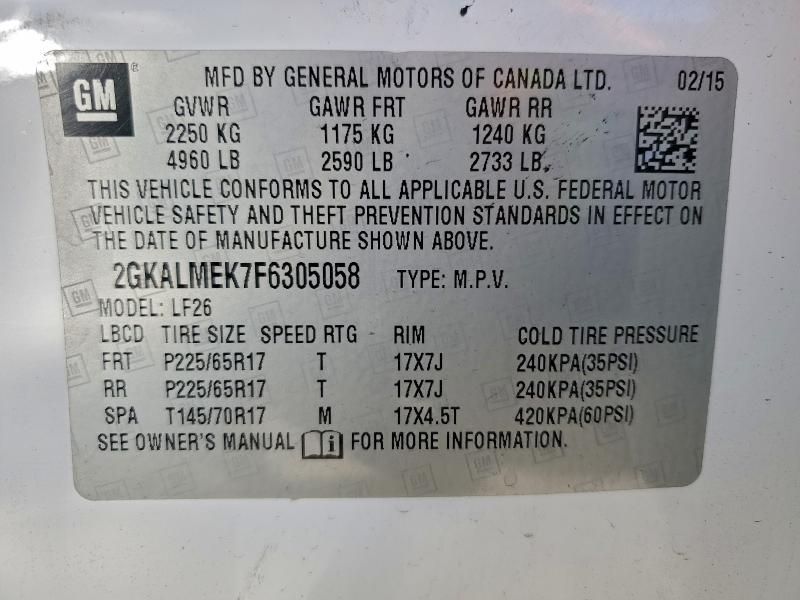 GM ® MFD BY GENERAL MOTORS OF CANADA LTD. 02/15
GVWR GAWR FRT GAWR RR
2250 KG 1175 KG 1240 KG
4960 LB 2590 LB 2733 LB
THIS VEHICLE CONFORMS TO ALL APPLICABLE U.S. FEDERAL MOTOR
VEHICLE SAFETY AND THEFT PREVENTION STANDARDS IN EFFECT ON
THE DATE OF MANUFACTURE SHOWN ABOVE.
2GKALMEK7F6305058 TYPE: M.P.V.
MODEL: LF26
LBCD TIRE SIZE SPEED RTG RIM COLD TIRE PRESSURE
FRT P225/65R17 T 17X7J 240KPA(35PSI)
RR P225/65R17 T 17X7J 240KPA(35PSI)
SPA T145/70R17 M 17X4.5T 420KPA(60PSI)
SEE OWNER'S MANUAL i FOR MORE INFORMATION.